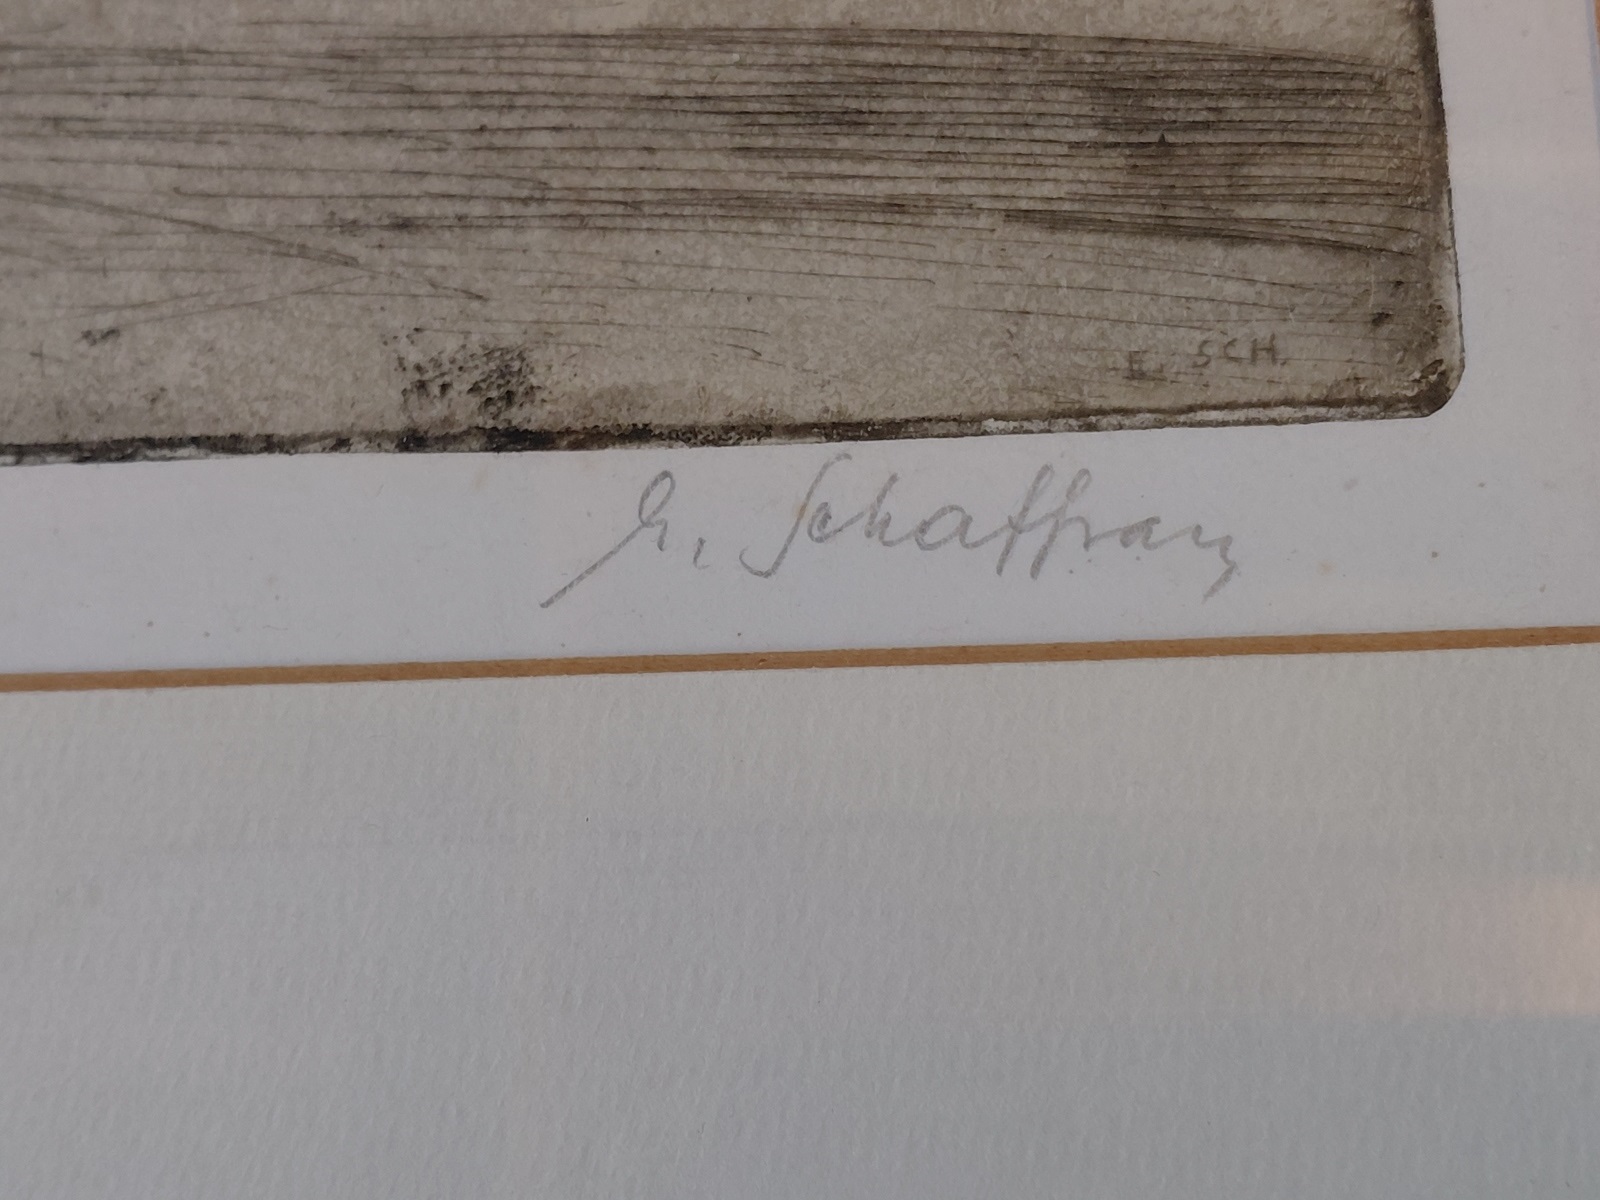 E. SCH.
E. Schaffran